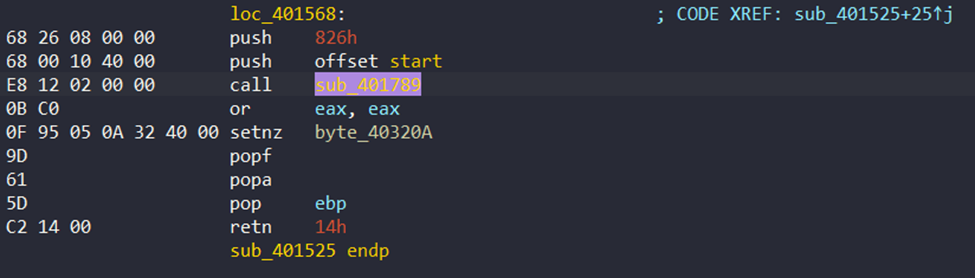 loc_401568: ; CODE XREF: sub_401525+25↑j
68 26 08 00 00 push 826h
68 00 10 40 00 push offset start
E8 12 02 00 00 call sub_401789
0B C0 or eax, eax
0F 95 05 0A 32 40 00 setnz byte_40320A
9D popf
61 popa
5D pop ebp
C2 14 00 retn 14h
sub_401525 endp